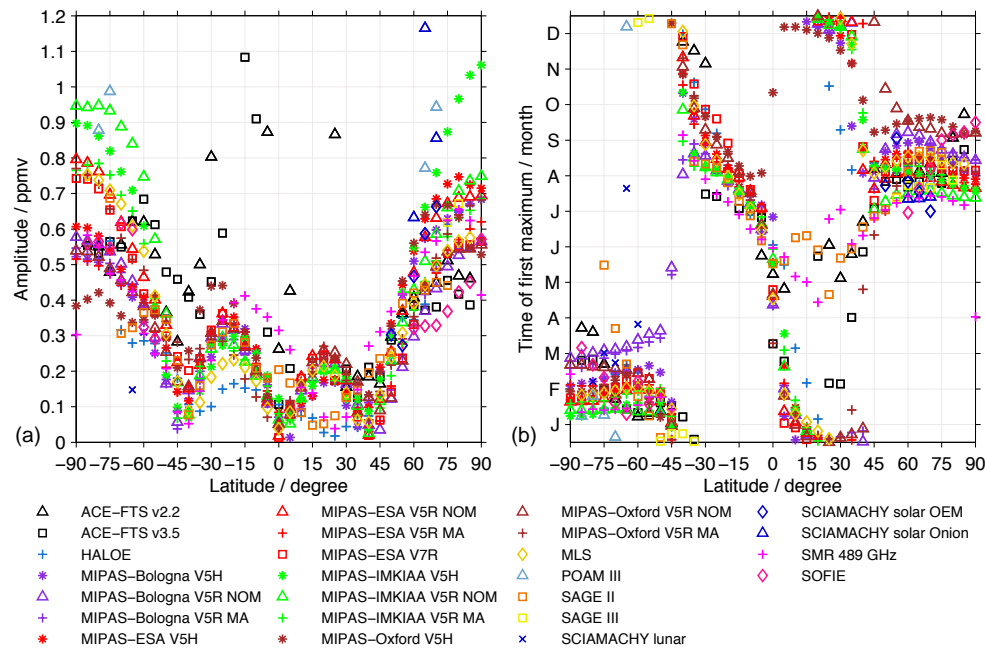 1.2
1.1
1
0.9
0.8
0.7
0.6
0.5
0.4
0.3
0.2
0.1
0
Amplitude / ppmv
(a)
−90 −75 −60 −45 −30 −15 0 15 30 45 60 75 90
Latitude / degree
D
N
O
S
A
J
J
M
A
M
F
J
Time of first maximum / month
(b)
−90 −75 −60 −45 −30 −15 0 15 30 45 60 75 90
Latitude / degree
ACE−FTS v2.2
ACE−FTS v3.5
HALOE
MIPAS−Bologna V5H
MIPAS−Bologna V5R NOM
MIPAS−Bologna V5R MA
MIPAS−ESA V5H
MIPAS−ESA V5R NOM
MIPAS−ESA V5R MA
MIPAS−ESA V7R
MIPAS−IMKIAA V5H
MIPAS−IMKIAA V5R NOM
MIPAS−IMKIAA V5R MA
MIPAS−Oxford V5H
MIPAS−Oxford V5R NOM
MIPAS−Oxford V5R MA
MLS
POAM III
SAGE II
SAGE III
SCIAMACHY lunar
SCIAMACHY solar OEM
SCIAMACHY solar Onion
SMR 489 GHz
SOFIE